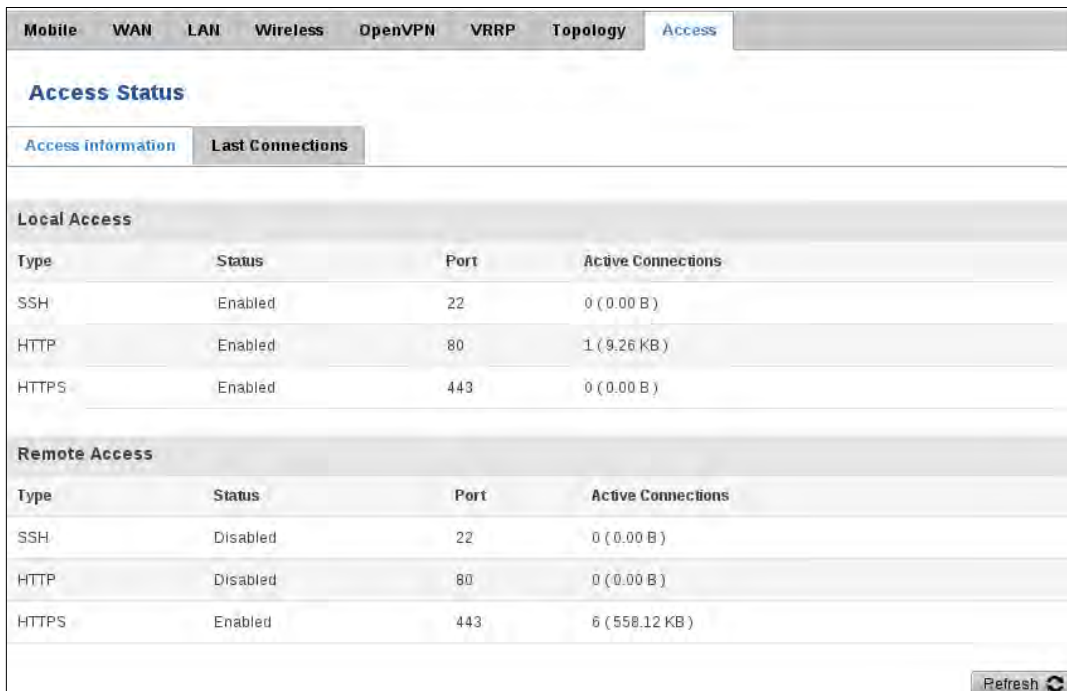 Mobile WAN LAN Wireless OpenVPN VRRP Topology Access
Access Status
Access information Last Connections
Local Access
Type Status Port Active Connections
SSH Enabled 22 0 ( 0.00 B )
HTTP Enabled 80 1 ( 9.26 KB )
HTTPS Enabled 443 0 ( 0.00 B )
Remote Access
Type Status Port Active Connections
SSH Disabled 22 0 ( 0.00 B )
HTTP Disabled 80 0 ( 0.00 B )
HTTPS Enabled 443 6 ( 558.12 KB )
Refresh